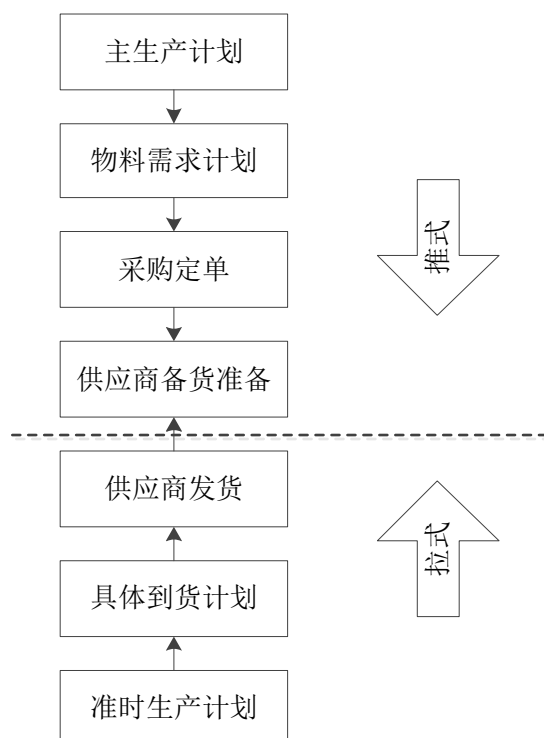 主生产计划
物料需求计划
推式
采购定单
供应商备货准备
供应商发货
拉式
具体到货计划
准时生产计划